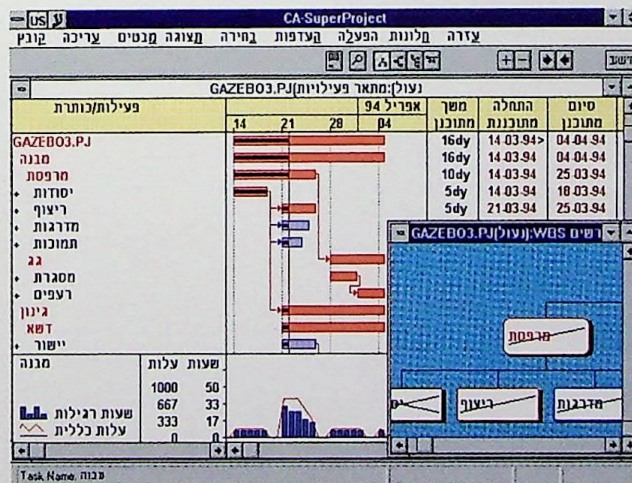 US ע CA-SuperProject
קובץ עריכה מבטים תצוגה בחירה העדפות הפעלה חלונות עזרה
GAZEBO3.PJ(נעול):מתאר פעילויות
פעילות/כותרת
אפריל 94
14 21 28 04
משך מתוכנן
התחלה מתוכננת
סיום מתוכנן
GAZEBO3.PJ 16dy 14-03-94> 04-04-94
מבנה 16dy 14-03-94 04-04-94
מרפסת 10dy 14-03-94 25-03-94
יסודות 5dy 14-03-94 18-03-94
ריצוף 5dy 21-03-94 25-03-94
מדרגות
תמוכות
גג
מסגרת
רעפים
גינון
דשא
יישור
GAZEBO3.PJ(נעול):WBS תרשים
מרפסת
מדרגות
ריצוף
מבנה
עלות שעות
1000 50
667 33
333 17
0 0
שעות רגילות
עלות כללית
Task Name: מבנה